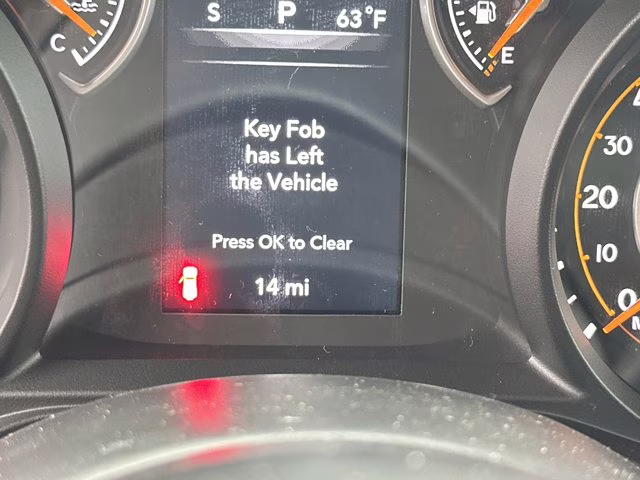 S P 63°F
C
E
Key Fob
has Left
the Vehicle
Press OK to Clear
14 mi
30
20
10
0